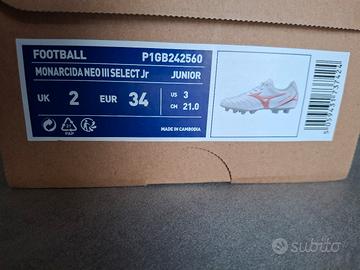 FOOTBALL P1GB242560
MONARCIDA NEO III SELECT Jr JUNIOR
UK 2 EUR 34 US 3
CM 21.0
PAP
MADE IN CAMBODIA
subito